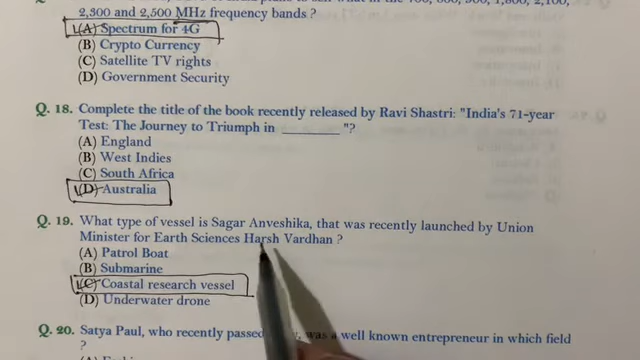 2,300 and 2,500 MHz frequency bands ?
(A) Spectrum for 4G
(B) Crypto Currency
(C) Satellite TV rights
(D) Government Security
Q. 18. Complete the title of the book recently released by Ravi Shastri: "India's 71-year
Test: The Journey to Triumph in ________ "?
(A) England
(B) West Indies
(C) South Africa
(D) Australia
Q. 19. What type of vessel is Sagar Anveshika, that was recently launched by Union
Minister for Earth Sciences Harsh Vardhan ?
(A) Patrol Boat
(B) Submarine
(C) Coastal research vessel
(D) Underwater drone
Q. 20. Satya Paul, who recently passed was a well known entrepreneur in which field
?